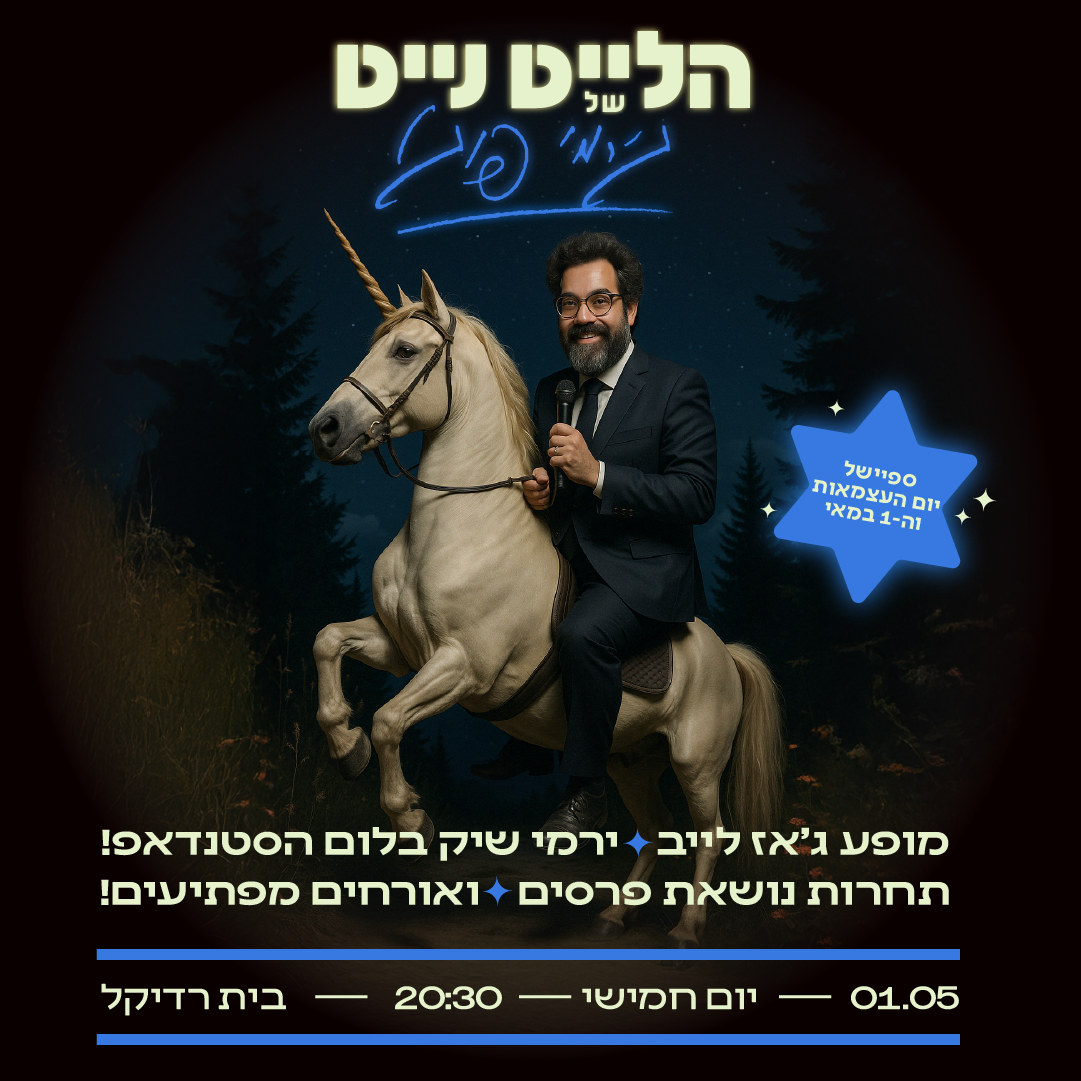 הלייט נייט
של
ג'רמי פוגל
ספיישל
יום העצמאות
וה-1 במאי
מופע ג'אז לייב ירמי שיק בלום הסטנדאפ!
תחרות נושאת פרסים ואורחים מפתיעים!
01.05 — יום חמישי — 20:30 — בית רדיקל